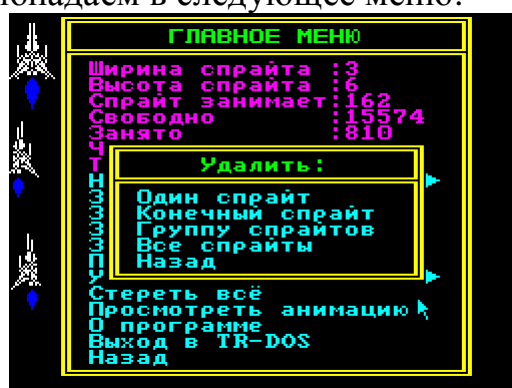 попадаем в следующее меню:
ГЛАВНОЕ МЕНЮ
Ширина спрайта :3
Высота спрайта :6
Спрайт занимает:162
Свободно :15574
Занято :810
Ч
Т
Удалить:
Н
З Один спрайт
З Конечный спрайт
З Группу спрайтов
З Все спрайты
П Назад
У
Стереть всё
Просмотреть анимацию
О программе
Выход в TR-DOS
Назад